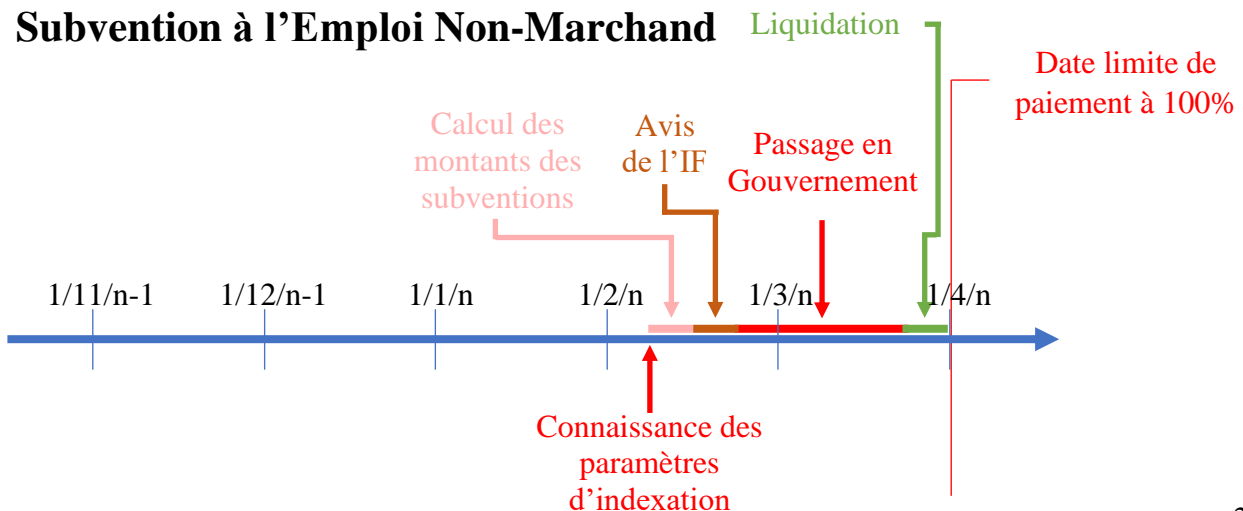 Subvention à l'Emploi Non-Marchand
Liquidation
Date limite de
paiement à 100%
Calcul des
montants des
subventions
Avis
de l'IF
Passage en
Gouvernement
1/11/n-1
1/12/n-1
1/1/n
1/2/n
1/3/n
1/4/n
Connaissance des
paramètres
d'indexation